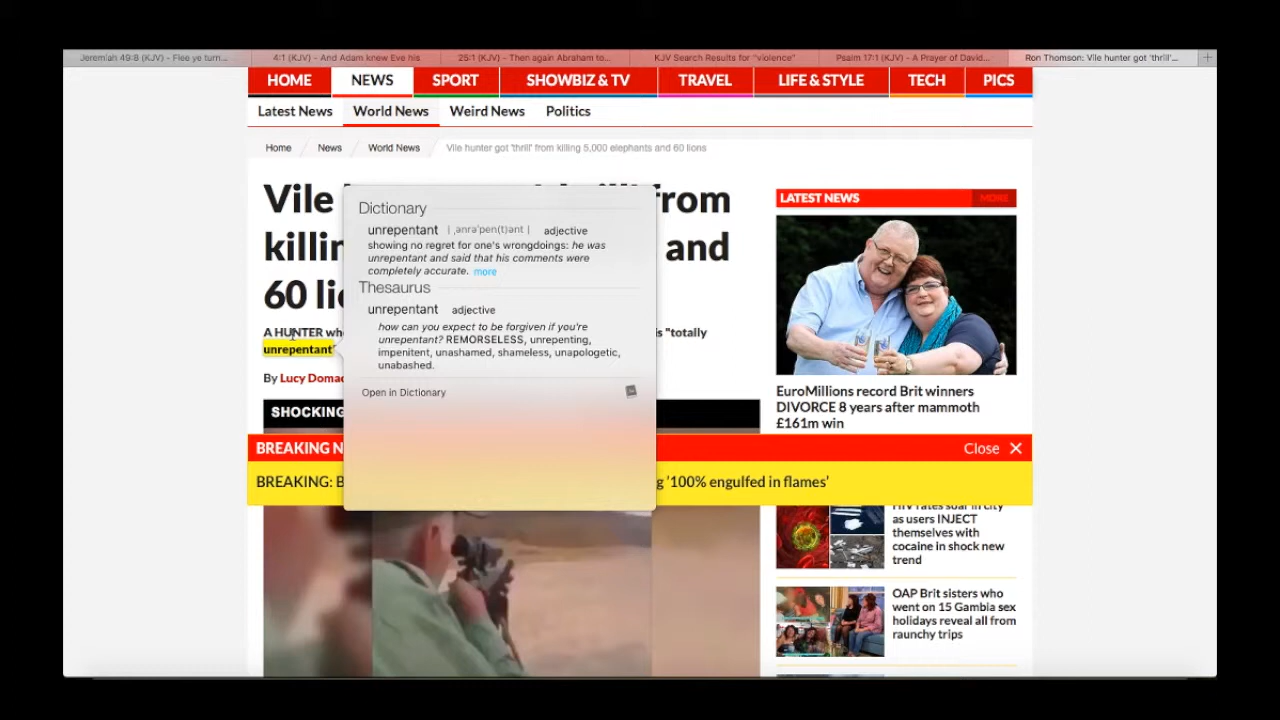 Jeremiah 49:8 (KJV) - Flee ye turn...
4:1 (KJV) - And Adam knew Eve his
25:1 (KJV) - Then again Abraham to...
KJV Search Results for "violence"
Psalm 17:1 (KJV) - A Prayer of David...
Ron Thomson: Vile hunter got 'thrill'...
HOME NEWS SPORT SHOWBIZ & TV TRAVEL LIFE & STYLE TECH PICS
Latest News World News Weird News Politics
Home News World News Vile hunter got 'thrill' from killing 5,000 elephants and 60 lions
Vile from
killin and
60 li
A HUNTER wh is "totally
unrepentant"
By Lucy Domac
SHOCKING
Dictionary
unrepentant | ˌənrəˈpen(t)ənt | adjective
showing no regret for one's wrongdoings: he was
unrepentant and said that his comments were
completely accurate. more
Thesaurus
unrepentant adjective
how can you expect to be forgiven if you're
unrepentant? REMORSELESS, unrepenting,
impenitent, unashamed, shameless, unapologetic,
unabashed.
Open in Dictionary
LATEST NEWS MORE
EuroMillions record Brit winners
DIVORCE 8 years after mammoth
£161m win
BREAKING N Close X
BREAKING: B g '100% engulfed in flames'
HIV rates soar in city
as users INJECT
themselves with
cocaine in shock new
trend
OAP Brit sisters who
went on 15 Gambia sex
holidays reveal all from
raunchy trips